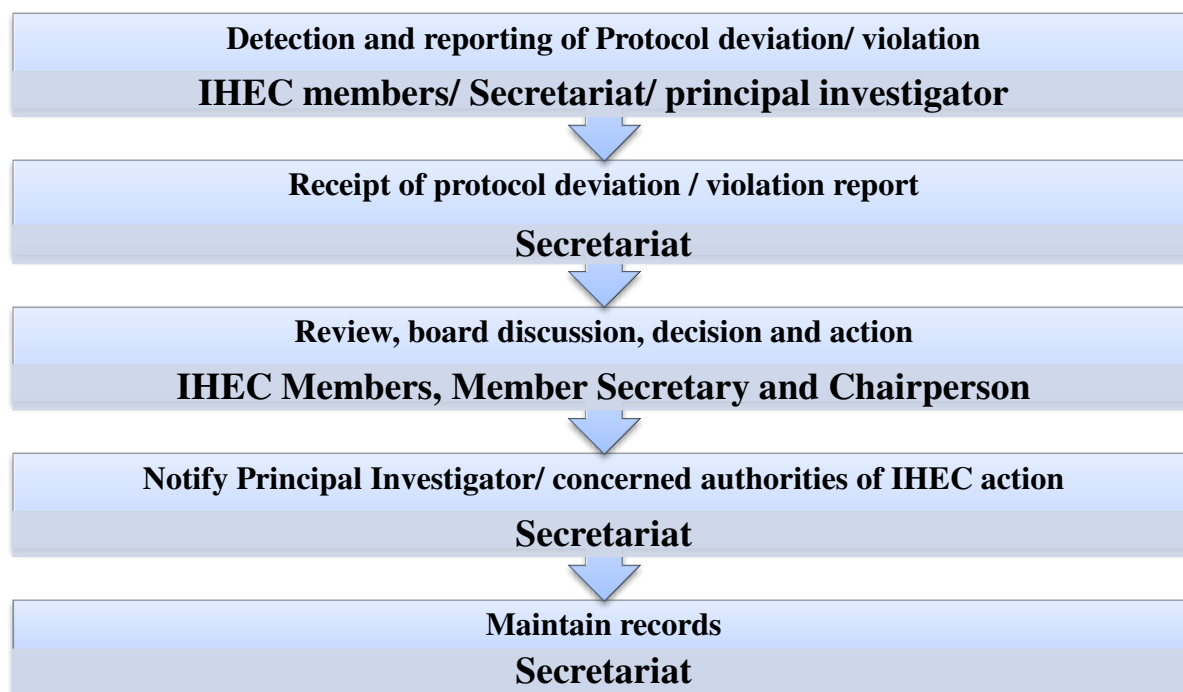 Detection and reporting of Protocol deviation/ violation
IHEC members/ Secretariat/ principal investigator
Receipt of protocol deviation / violation report
Secretariat
Review, board discussion, decision and action
IHEC Members, Member Secretary and Chairperson
Notify Principal Investigator/ concerned authorities of IHEC action
Secretariat
Maintain records
Secretariat